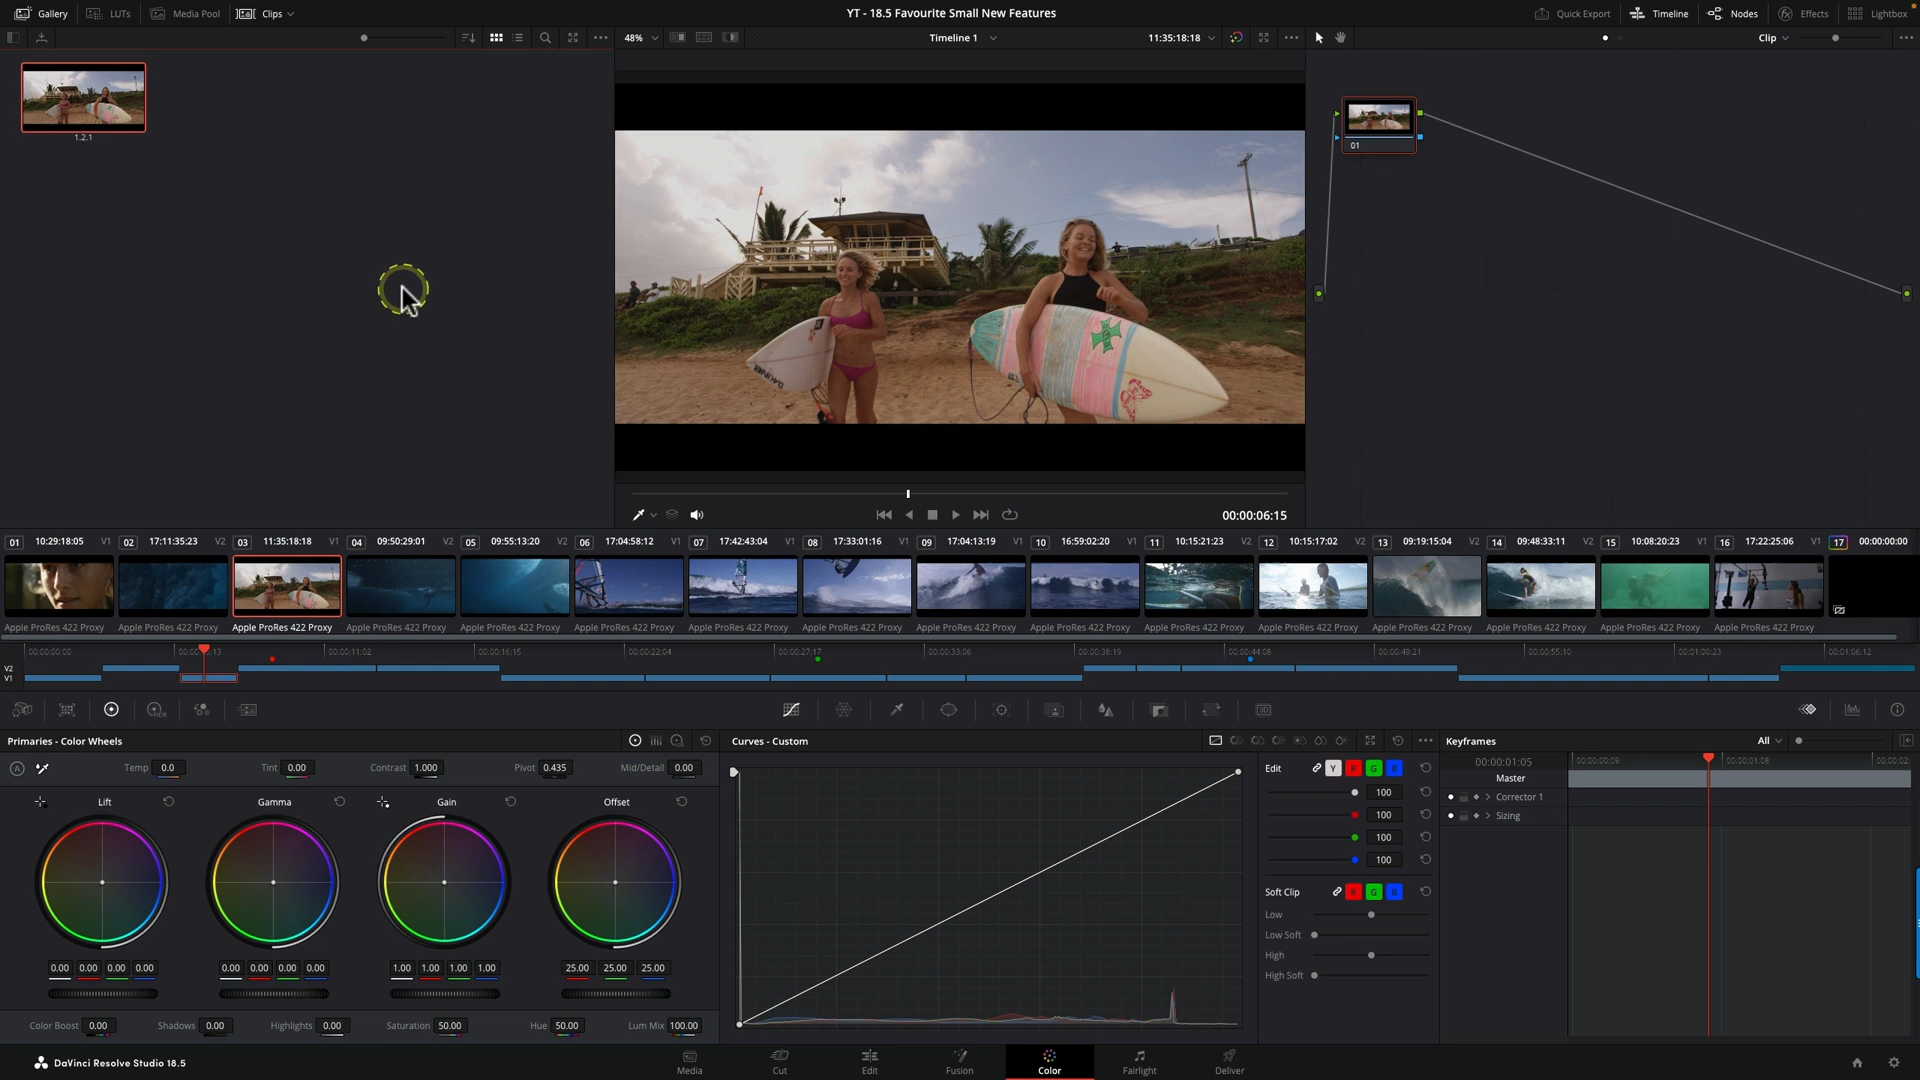 Gallery LUTs Media Pool Clips YT - 18.5 Favourite Small New Features Quick Export Timeline Nodes Effects Lightbox
48% Timeline 1 11:35:18:18 Clip
1.2.1
01
00:00:06:15
01 10:29:18:05 V1 02 17:11:35:23 V2 03 11:35:18:18 V1 04 09:50:29:01 V2 05 09:55:13:20 V2 06 17:04:58:12 V1 07 17:42:43:04 V1 08 17:33:01:16 V1 09 17:04:13:19 V1 10 16:59:02:20 V1 11 10:15:21:23 V2 12 10:15:17:02 V2 13 09:19:15:04 V2 14 09:48:33:11 V2 15 10:08:20:23 V1 16 17:22:25:06 V1 17 00:00:00:00
Apple ProRes 422 Proxy Apple ProRes 422 Proxy Apple ProRes 422 Proxy Apple ProRes 422 Proxy Apple ProRes 422 Proxy Apple ProRes 422 Proxy Apple ProRes 422 Proxy Apple ProRes 422 Proxy Apple ProRes 422 Proxy Apple ProRes 422 Proxy Apple ProRes 422 Proxy Apple ProRes 422 Proxy Apple ProRes 422 Proxy Apple ProRes 422 Proxy Apple ProRes 422 Proxy Apple ProRes 422 Proxy
00:00:00:00 00:00:11:02 00:00:16:15 00:00:22:04 00:00:27:17 00:00:33:06 00:00:38:19 00:00:44:08 00:00:49:21 00:00:55:10 00:01:00:23 00:01:06:12
V2
V1
Primaries - Color Wheels
Temp 0.0 Tint 0.00 Contrast 1.000 Pivot 0.435 Mid/Detail 0.00
Lift Gamma Gain Offset
0.00 0.00 0.00 0.00 0.00 0.00 0.00 0.00 1.00 1.00 1.00 1.00 25.00 25.00 25.00
Color Boost 0.00 Shadows 0.00 Highlights 0.00 Saturation 50.00 Hue 50.00 Lum Mix 100.00
Curves - Custom
Edit Y R G B
100
100
100
100
Soft Clip R G B
Low
Low Soft
High
High Soft
Keyframes All
00:00:01:05 00:00:00:09 00:00:01:08
Master
Corrector 1
Sizing
DaVinci Resolve Studio 18.5
Media Cut Edit Fusion Color Fairlight Deliver